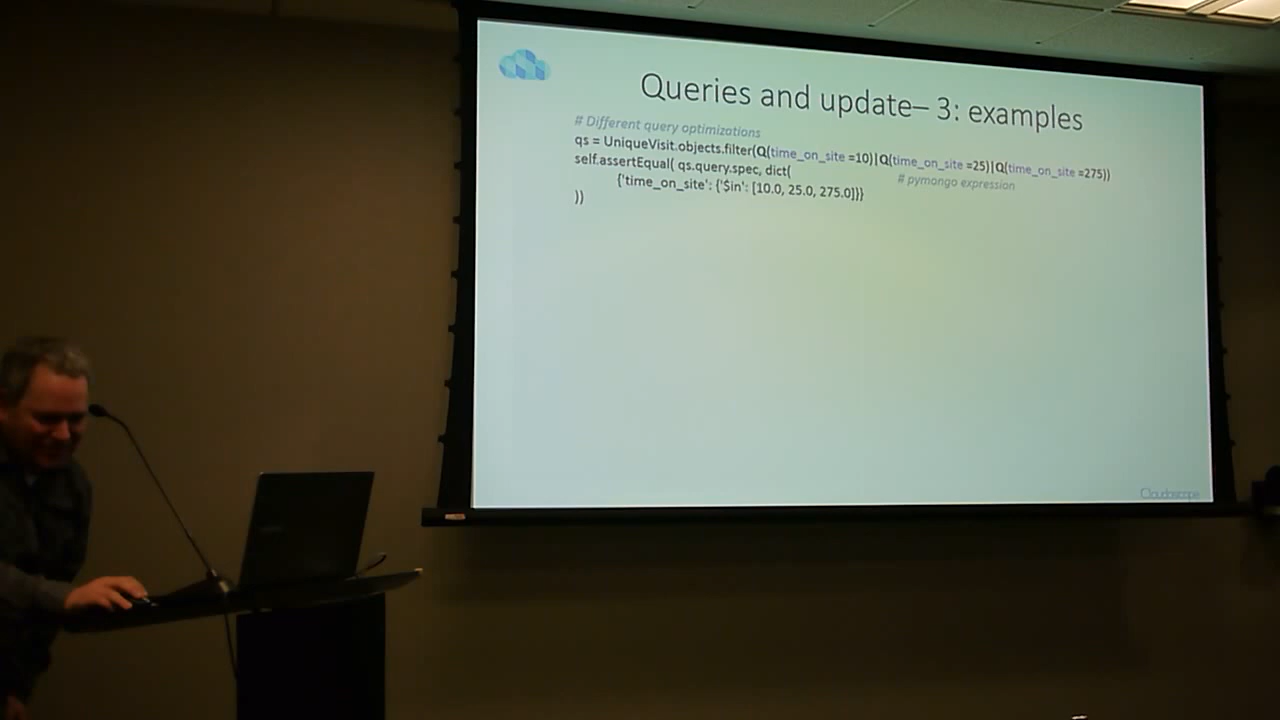 Queries and update– 3: examples
# Different query optimizations
qs = UniqueVisit.objects.filter(Q(time_on_site =10)|Q(time_on_site =25)|Q(time_on_site =275))
self.assertEqual( qs.query.spec, dict( # pymongo expression
{'time_on_site': {'$in': [10.0, 25.0, 275.0]}}
))
Cloudoscope